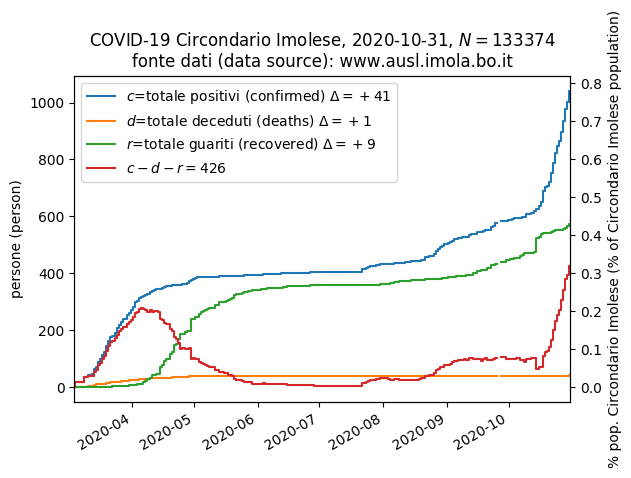 COVID-19 Circondario Imolese, 2020-10-31, N = 133374
fonte dati (data source): www.ausl.imola.bo.it
c=totale positivi (confirmed) Δ = +41
d=totale deceduti (deaths) Δ = +1
r=totale guariti (recovered) Δ = +9
c − d − r = 426
persone (person)
1000
800
600
400
200
0
% pop. Circondario Imolese (% of Circondario Imolese population)
0.8
0.7
0.6
0.5
0.4
0.3
0.2
0.1
0.0
2020-04
2020-05
2020-06
2020-07
2020-08
2020-09
2020-10